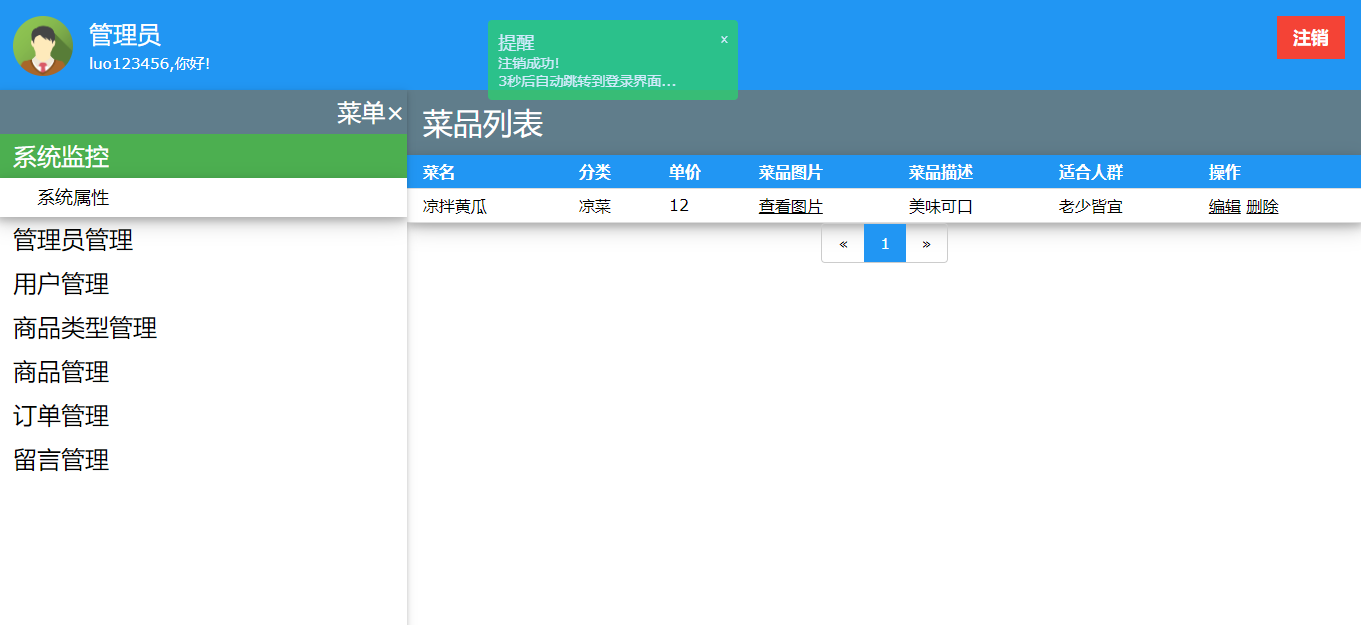 管理员
luo123456,你好!
提醒
x
注销成功!
3秒后自动跳转到登录界面...
注销
菜单×
系统监控
系统属性
管理员管理
用户管理
商品类型管理
商品管理
订单管理
留言管理
菜品列表
菜名 分类 单价 菜品图片 菜品描述 适合人群 操作
凉拌黄瓜 凉菜 12 查看图片 美味可口 老少皆宜 编辑 删除
« 1 »